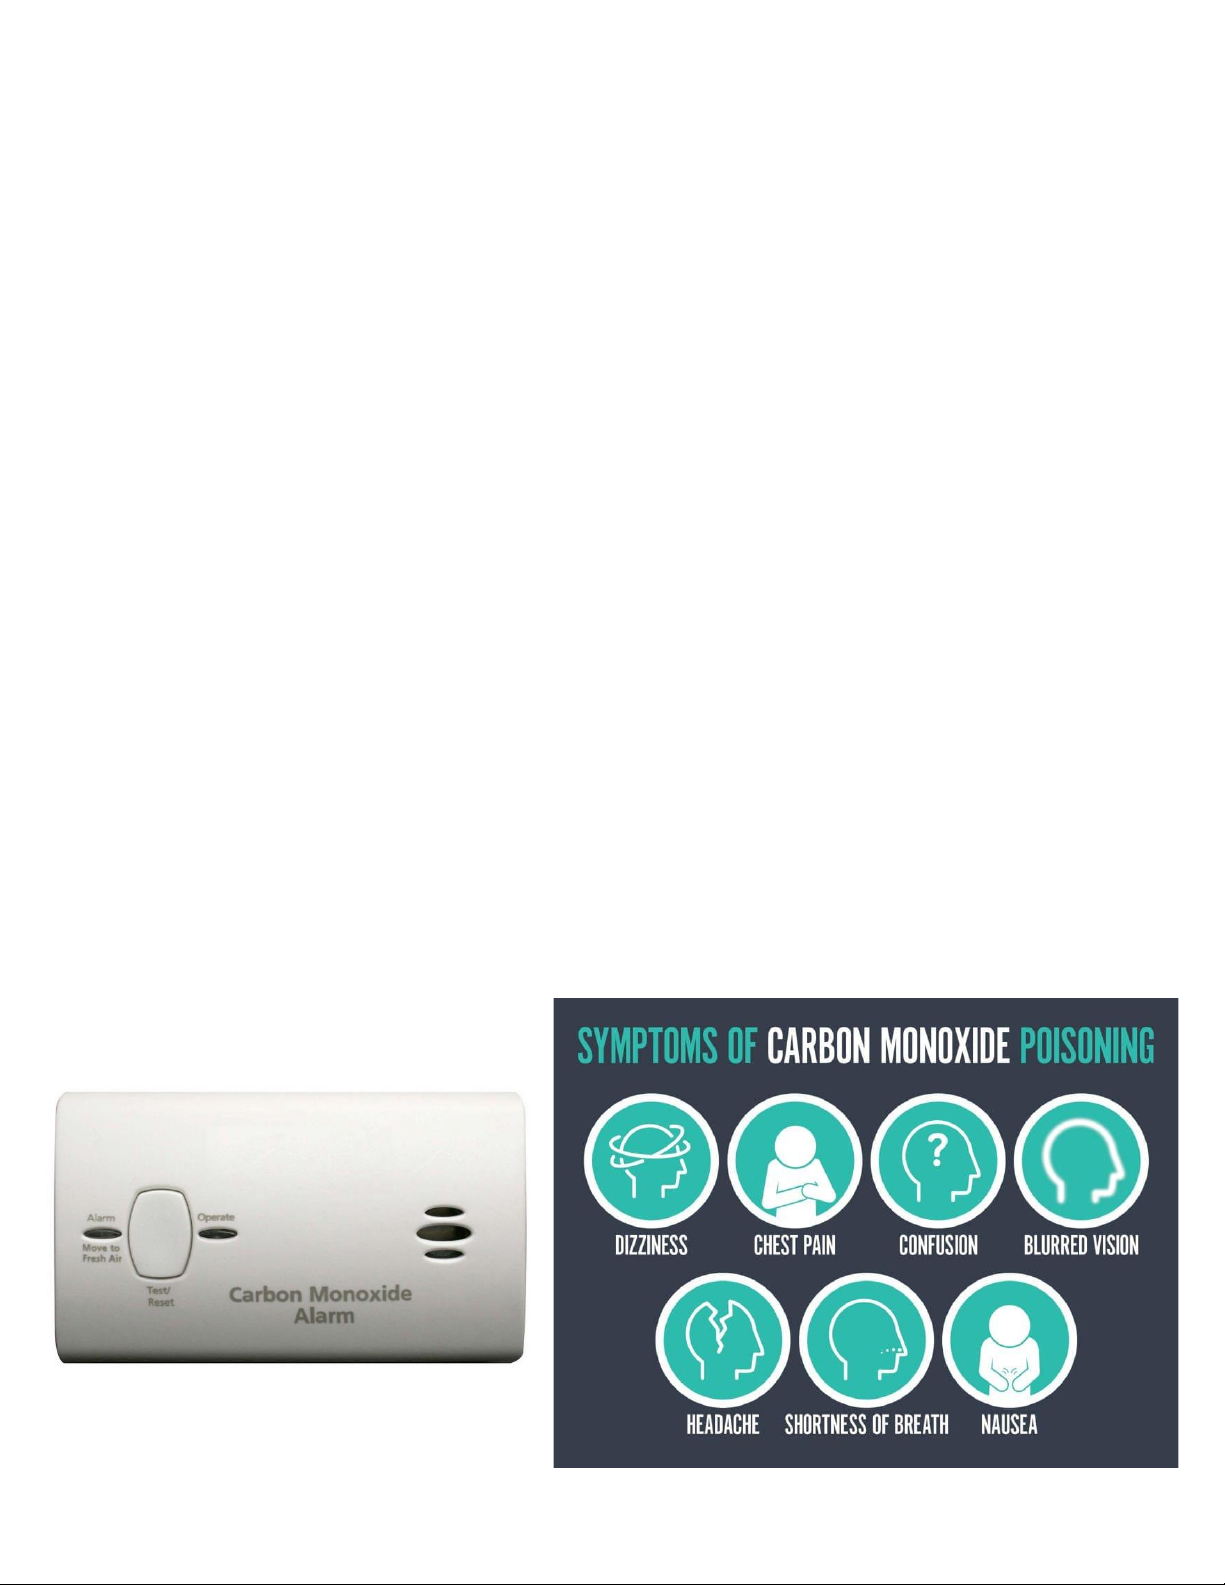 SYMPTOMS OF CARBON MONOXIDE POISONING
DIZZINESS
CHEST PAIN
CONFUSION
BLURRED VISION
HEADACHE
SHORTNESS OF BREATH
NAUSEA
Alarm
Operate
Move to
Fresh Air
Test/
Reset
Carbon Monoxide
Alarm
?